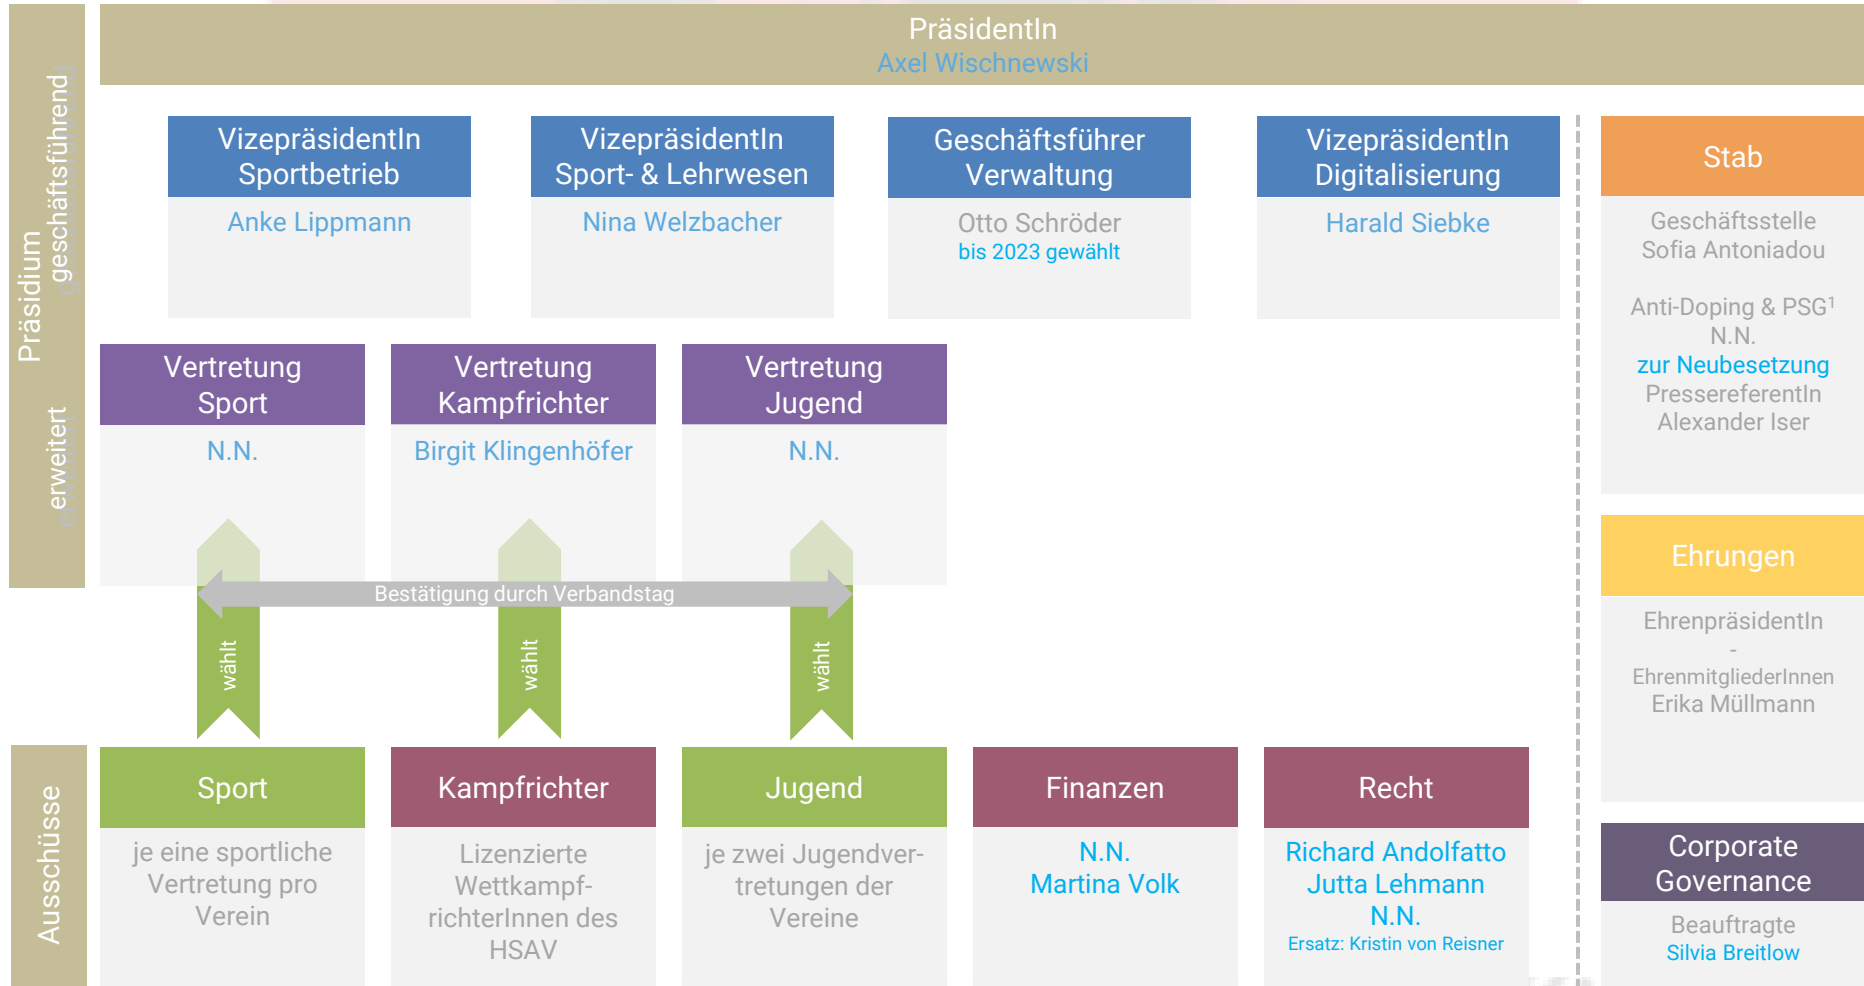 PräsidentIn
Axel Wischnewski
Präsidium
geschäftsführend
erweitert
VizepräsidentIn
Sportbetrieb
Anke Lippmann
VizepräsidentIn
Sport- & Lehrwesen
Nina Welzbacher
Geschäftsführer
Verwaltung
Otto Schröder
bis 2023 gewählt
VizepräsidentIn
Digitalisierung
Harald Siebke
Vertretung
Sport
N.N.
Vertretung
Kampfrichter
Birgit Klingenhöfer
Vertretung
Jugend
N.N.
Bestätigung durch Verbandstag
wählt
wählt
wählt
Ausschüsse
Sport
je eine sportliche
Vertretung pro
Verein
Kampfrichter
Lizenzierte
Wettkampf-
richterInnen des
HSAV
Jugend
je zwei Jugendver-
tretungen der
Vereine
Finanzen
N.N.
Martina Volk
Recht
Richard Andolfatto
Jutta Lehmann
N.N.
Ersatz: Kristin von Reisner
Stab
Geschäftsstelle
Sofia Antoniadou
Anti-Doping & PSG¹
N.N.
zur Neubesetzung
PressereferentIn
Alexander Iser
Ehrungen
EhrenpräsidentIn
-
EhrenmitgliederInnen
Erika Müllmann
Corporate
Governance
Beauftragte
Silvia Breitlow